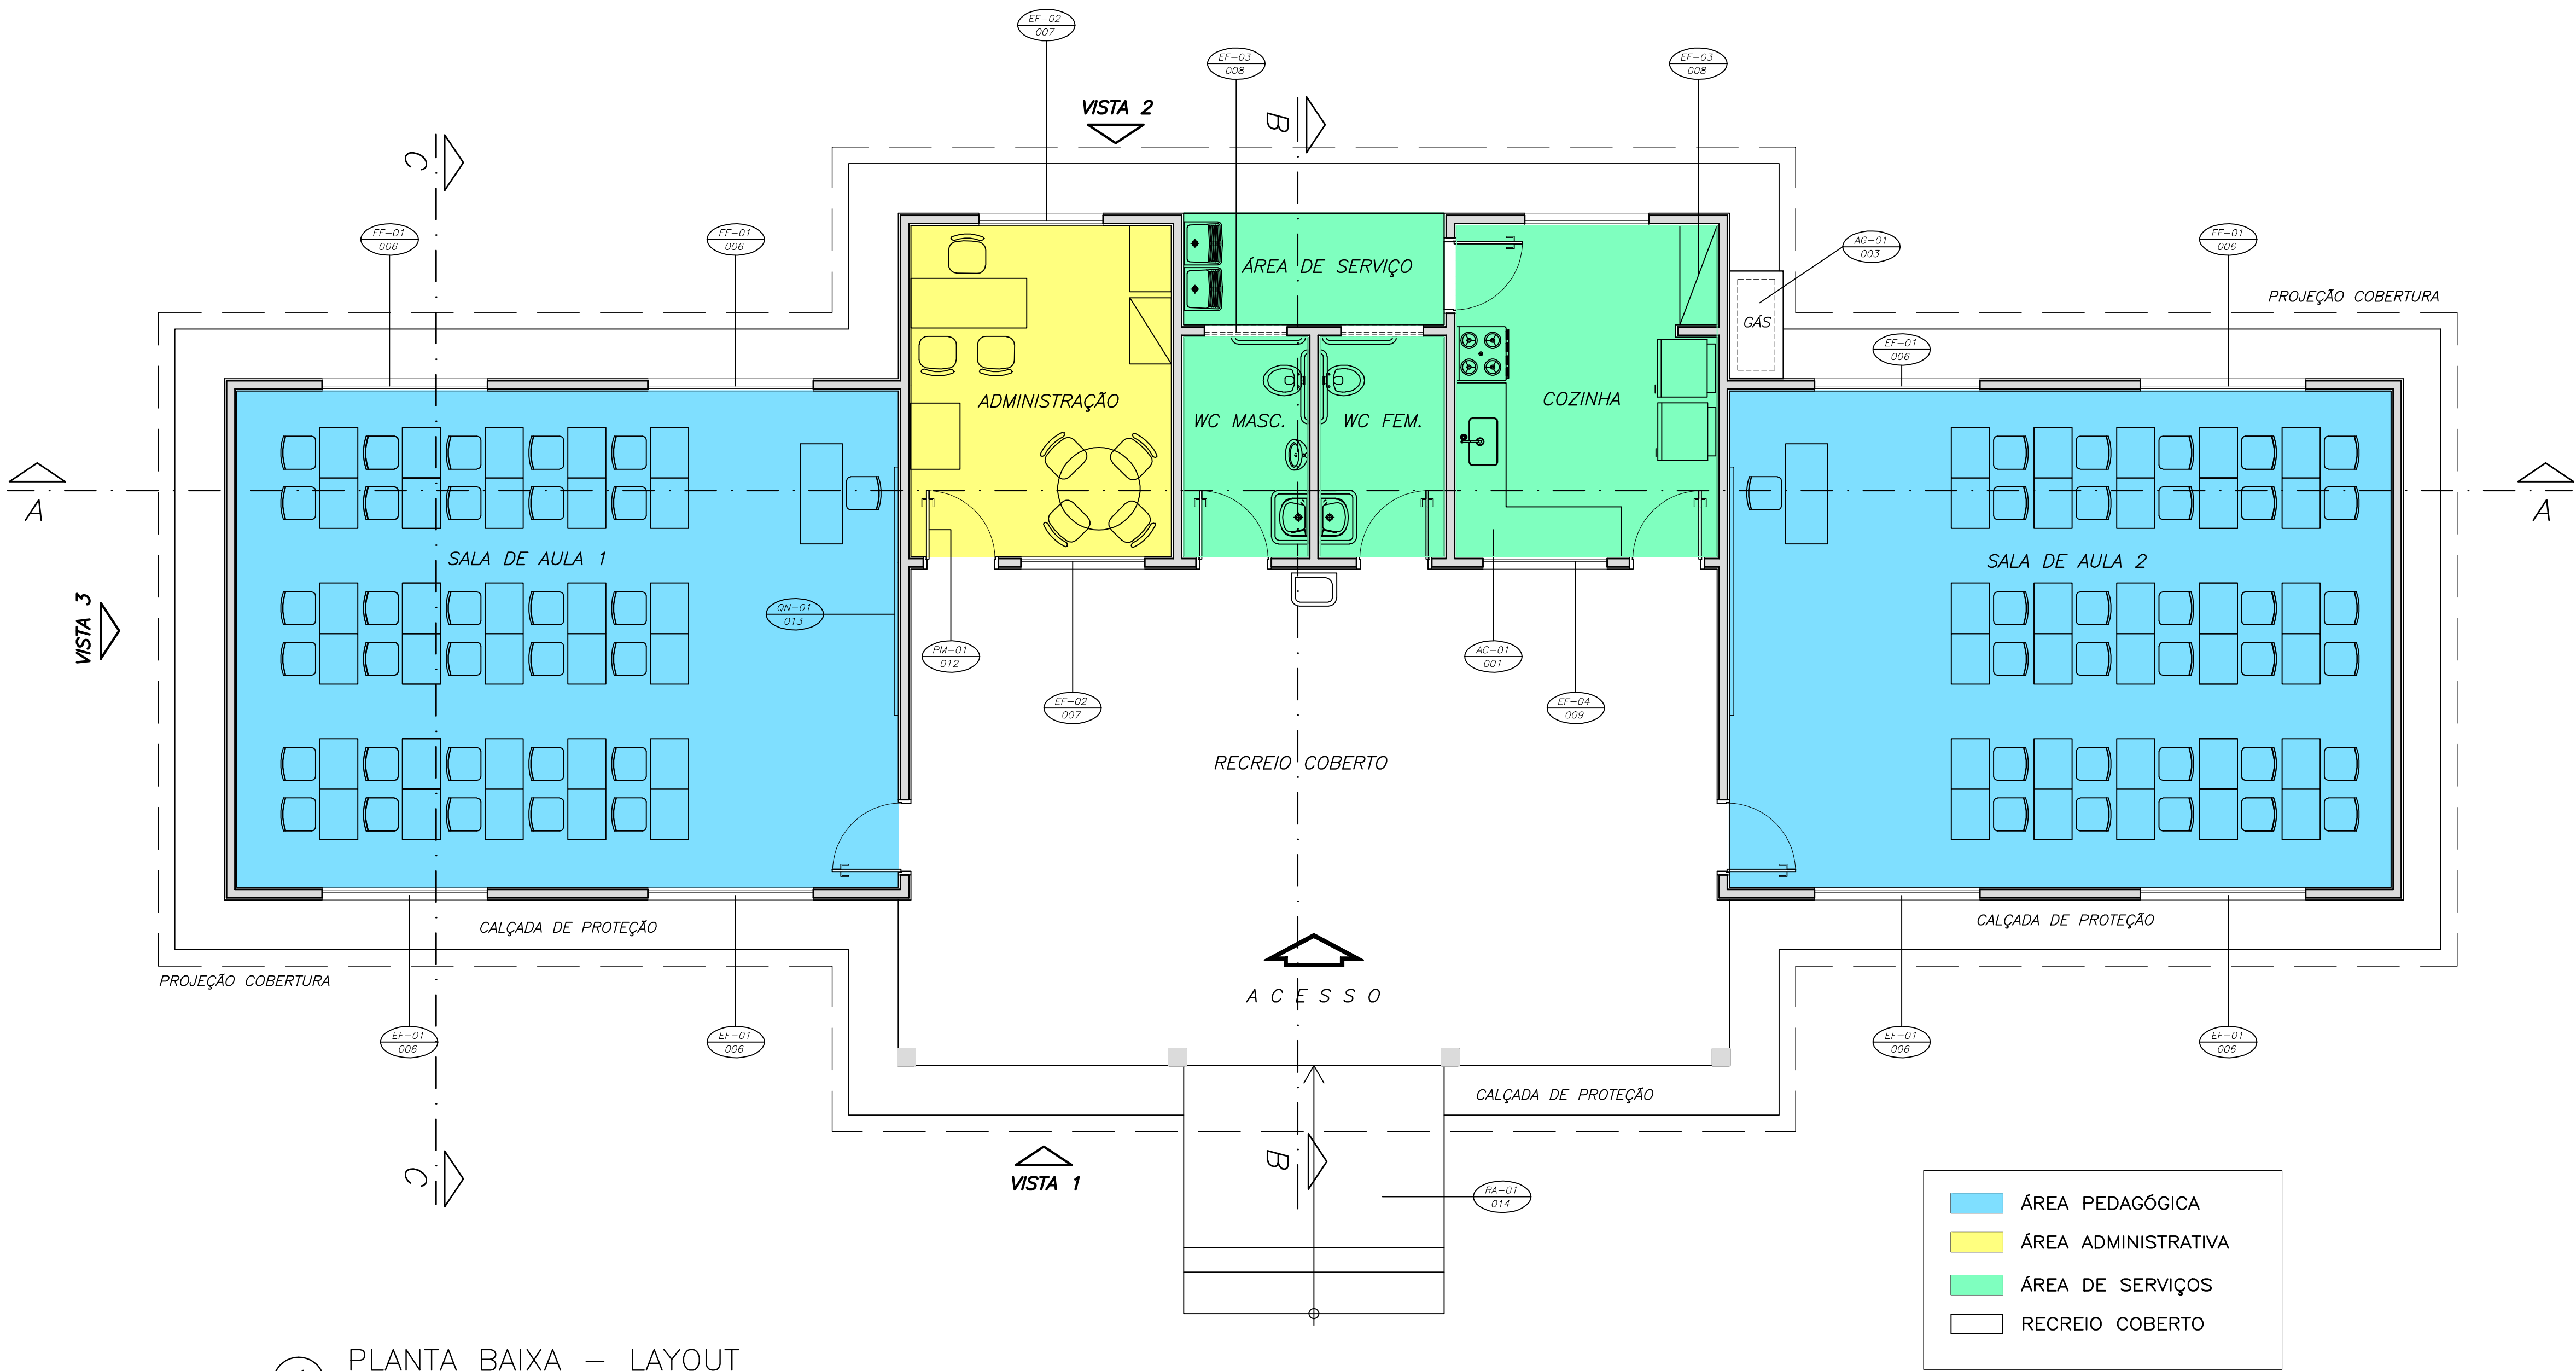 EF-02
007
EF-03
008
EF-03
008
VISTA 2
B
C
EF-01
006
EF-01
006
AG-01
003
EF-01
006
ÁREA DE SERVIÇO
PROJEÇÃO COBERTURA
GÁS
EF-01
006
ADMINISTRAÇÃO
COZINHA
WC MASC.
WC FEM.
A
A
SALA DE AULA 1
SALA DE AULA 2
VISTA 3
QN-01
013
PM-01
012
AC-01
001
EF-02
007
EF-04
009
RECREIO COBERTO
CALÇADA DE PROTEÇÃO
CALÇADA DE PROTEÇÃO
PROJEÇÃO COBERTURA
ACESSO
EF-01
006
EF-01
006
EF-01
006
EF-01
006
CALÇADA DE PROTEÇÃO
C
VISTA 1
B
RA-01
014
ÁREA PEDAGÓGICA
ÁREA ADMINISTRATIVA
ÁREA DE SERVIÇOS
RECREIO COBERTO
PLANTA BAIXA – LAYOUT